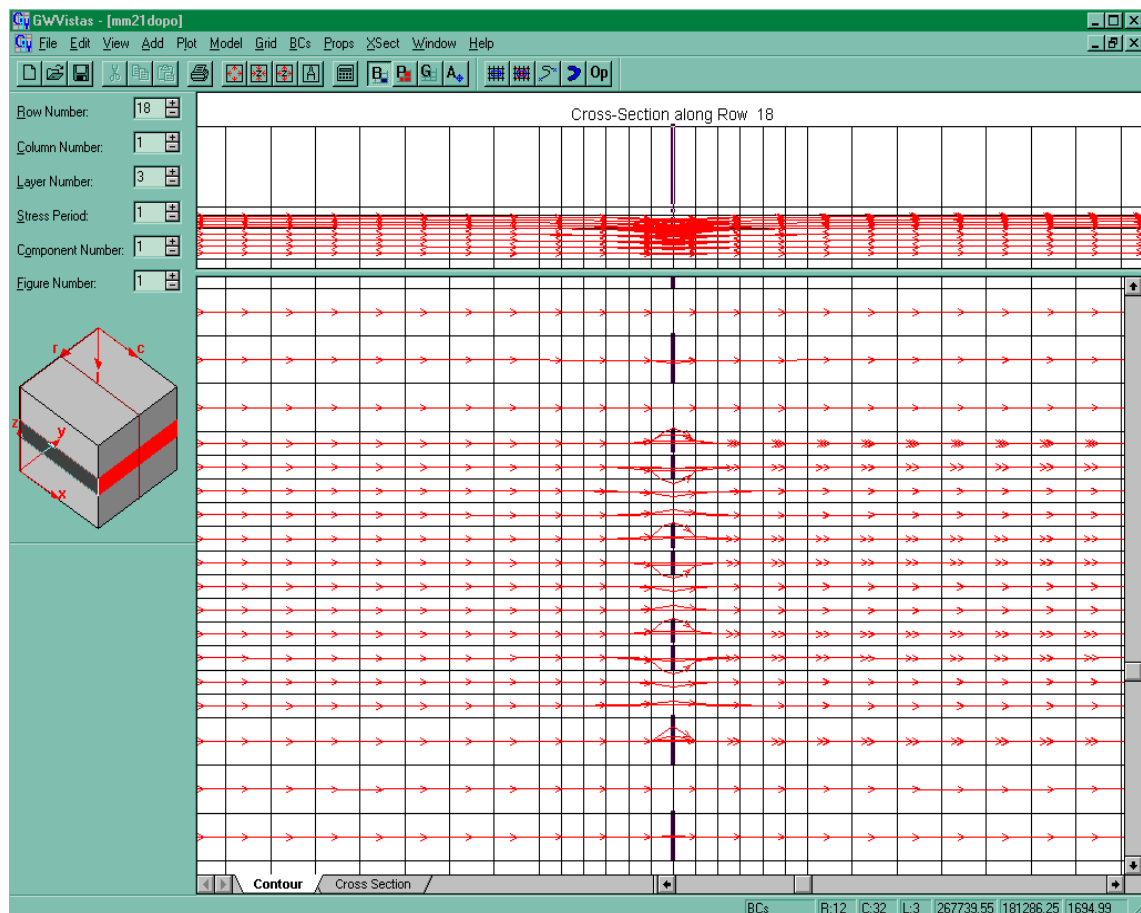 GWVistas - [mm21dopo]
File Edit View Add Plot Model Grid BCs Props XSect Window Help
B P G A Op
Row Number: 18
Column Number: 1
Layer Number: 3
Stress Period: 1
Component Number: 1
Figure Number: 1
Cross-Section along Row 18
r c
l
z y
x
Contour Cross Section
BCs R:12 C:32 L:3 267739.55 181286.25 1694.99